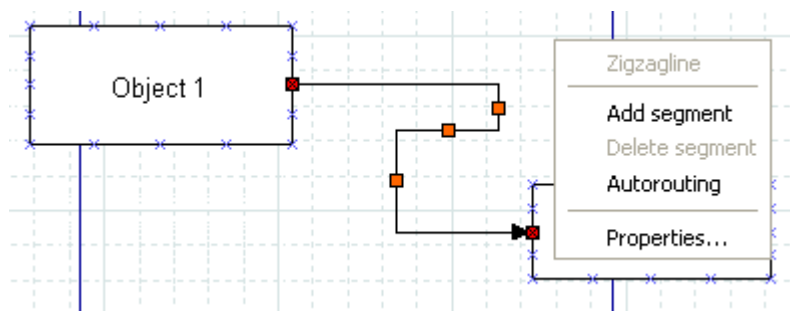 Object 1
Zigzagline
Add segment
Delete segment
Autorouting
Properties...